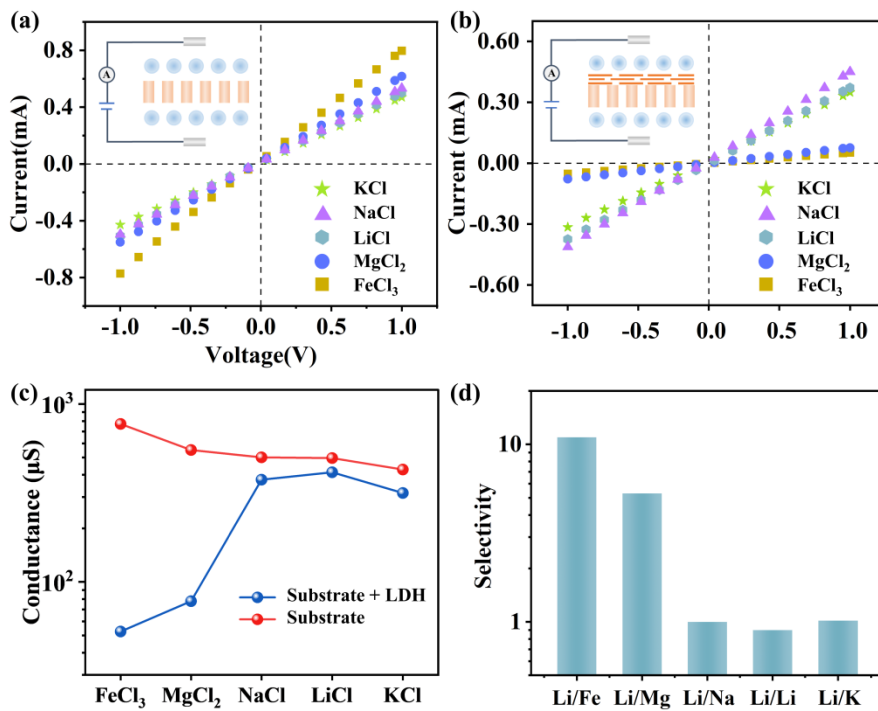 (a)
0.8
0.4
0.0
-0.4
-0.8
Current(mA)
A
KCl
NaCl
LiCl
MgCl2
FeCl3
-1.0 -0.5 0.0 0.5 1.0
Voltage(V)
(b)
0.60
0.30
0.00
-0.30
-0.60
Current (mA)
A
KCl
NaCl
LiCl
MgCl2
FeCl3
-1.0 -0.5 0.0 0.5 1.0
(c)
10^3
10^2
Conductance (μS)
Substrate + LDH
Substrate
FeCl3 MgCl2 NaCl LiCl KCl
(d)
10
1
Selectivity
Li/Fe Li/Mg Li/Na Li/Li Li/K